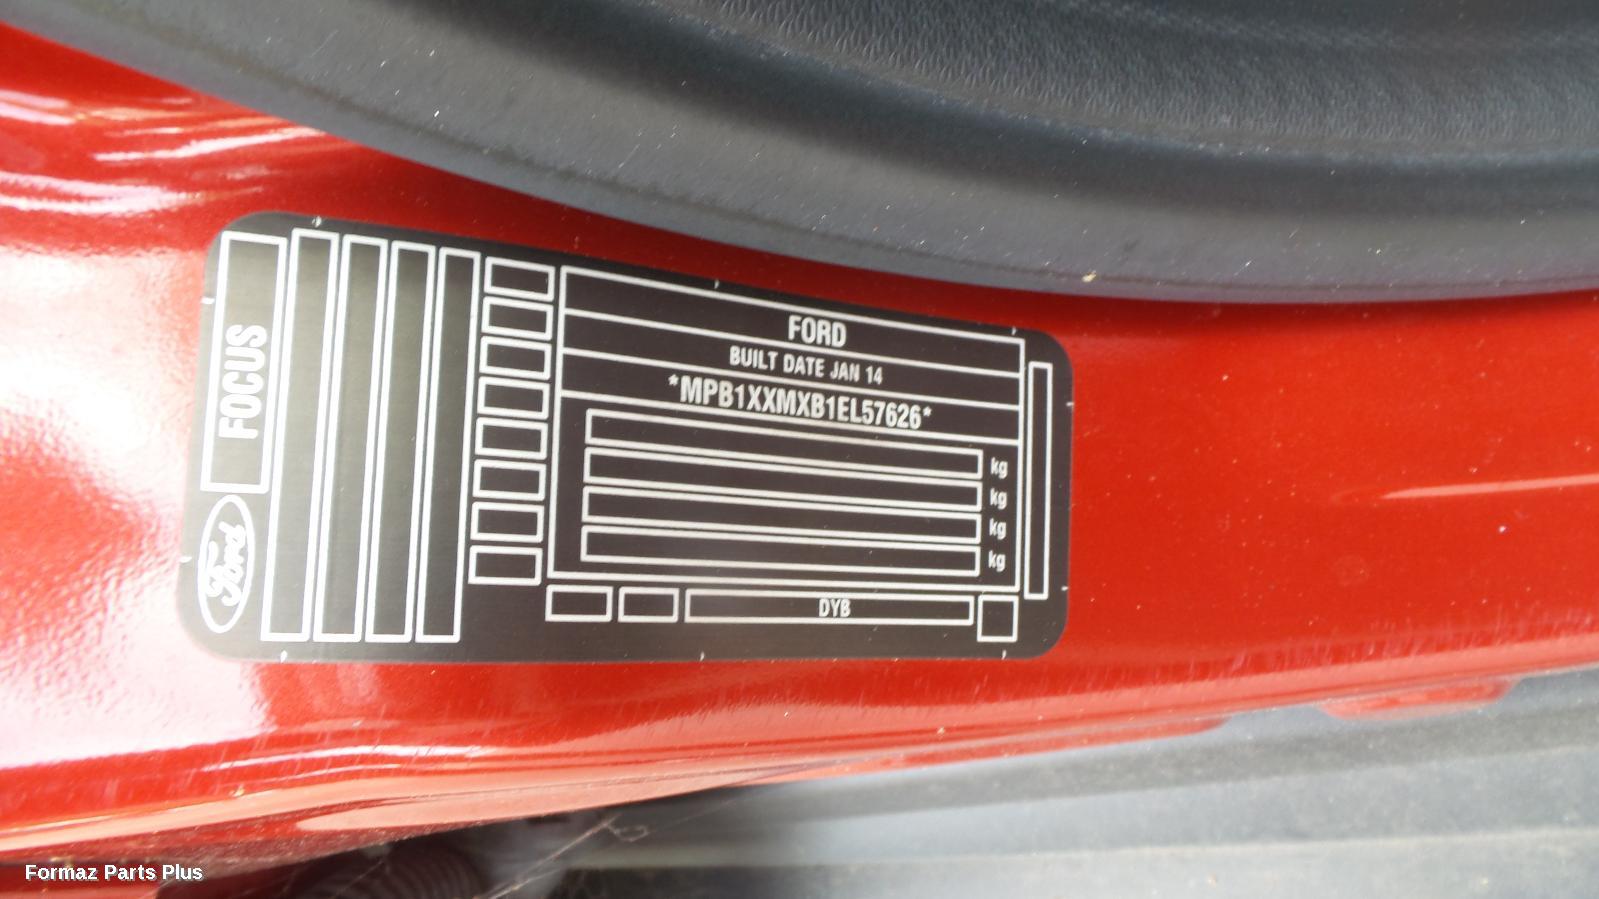 FORD
BUILT DATE JAN 14
*MPB1XXMXB1EL57626*
kg
kg
kg
kg
DYB
FOCUS
Ford
Formaz Parts Plus